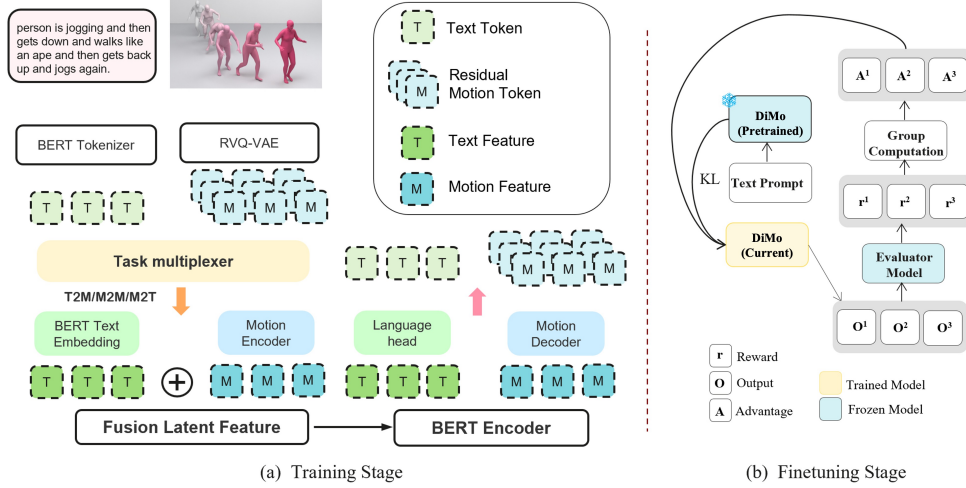 person is jogging and then
gets down and walks like
an ape and then gets back
up and jogs again.
BERT Tokenizer
RVQ-VAE
T T T
M M M
Task multiplexer
T2M/M2M/M2T
BERT Text
Embedding
Motion
Encoder
T T T
M M M
Fusion Latent Feature
T
Text Token
M
Residual
Motion Token
T
Text Feature
M
Motion Feature
T T T
M M M
Language
head
Motion
Decoder
T T T
M M M
BERT Encoder
(a) Training Stage
DiMo
(Pretrained)
KL
Text Prompt
DiMo
(Current)
A¹ A² A³
Group
Computation
r¹ r² r³
Evaluator
Model
O¹ O² O³
r Reward
O Output
A Advantage
Trained Model
Frozen Model
(b) Finetuning Stage